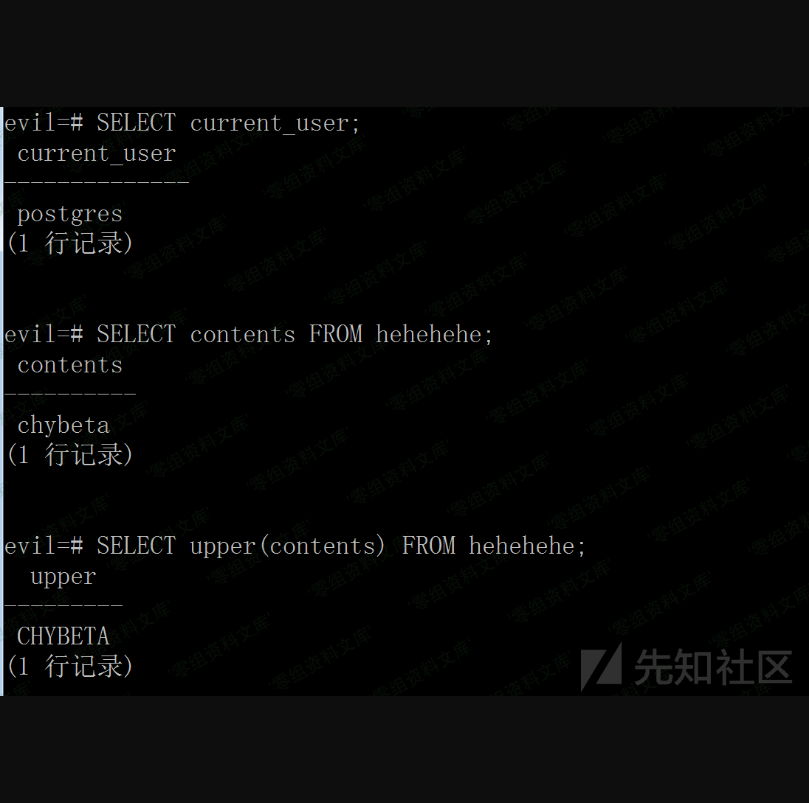 evil=# SELECT current_user;
current_user
--------------
postgres
(1 行记录)
evil=# SELECT contents FROM hehehehe;
contents
----------
chybeta
(1 行记录)
evil=# SELECT upper(contents) FROM hehehehe;
upper
---------
CHYBETA
(1 行记录)
先知社区
零组资料文库